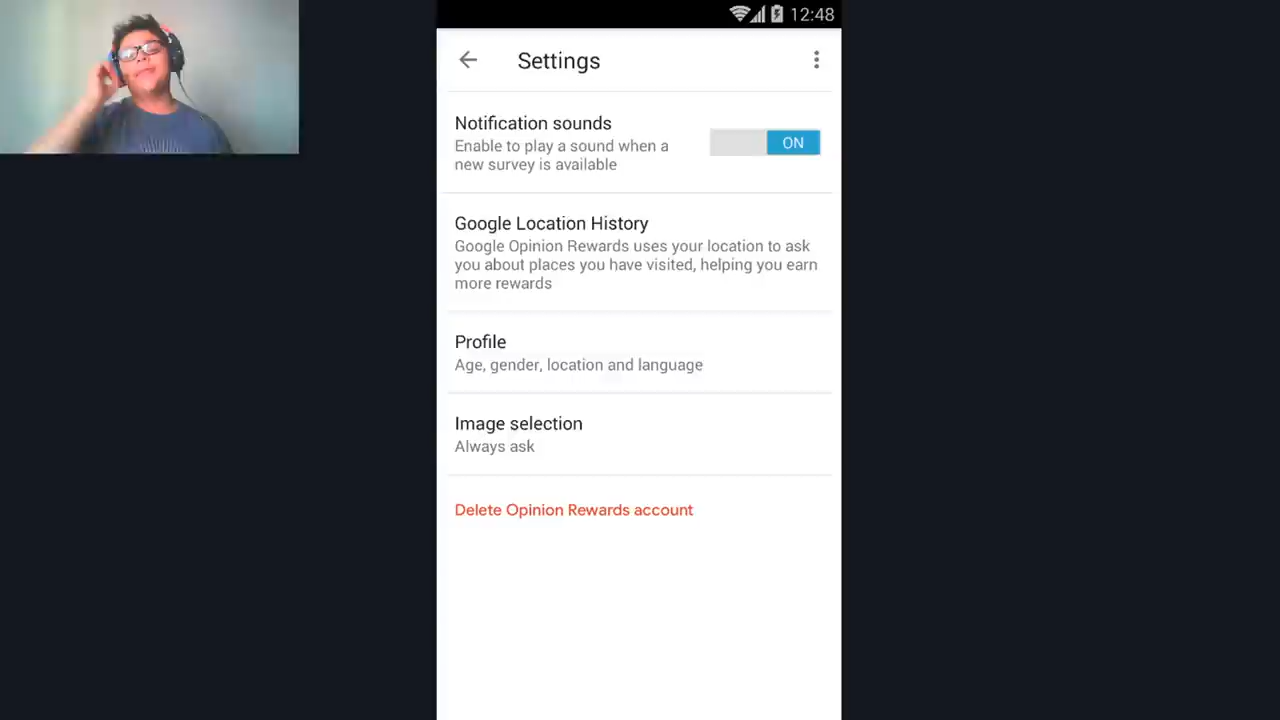 12:48
Settings
Notification sounds
Enable to play a sound when a
new survey is available
ON
Google Location History
Google Opinion Rewards uses your location to ask
you about places you have visited, helping you earn
more rewards
Profile
Age, gender, location and language
Image selection
Always ask
Delete Opinion Rewards account